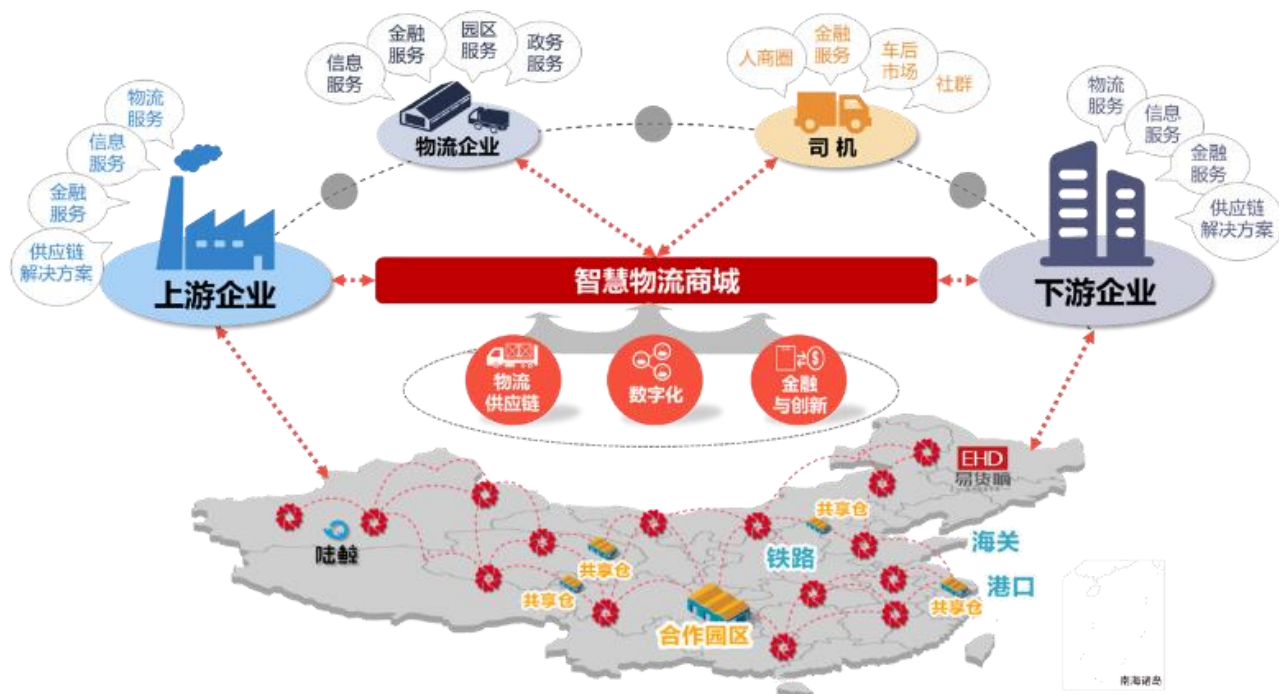 信息
服务
金融
服务
园区
服务
政务
服务
人商圈
金融
服务
车后
市场
社群
物流
服务
信息
服务
金融
服务
供应链
解决方案
物流
服务
信息
服务
金融
服务
供应链
解决方案
物流企业
司机
上游企业
智慧物流商城
下游企业
物流
供应链
数字化
金融
与创新
EHD
易货嘀
陆鲸
共享仓
铁路
海关
共享仓
共享仓
港口
共享仓
合作园区
南海诸岛